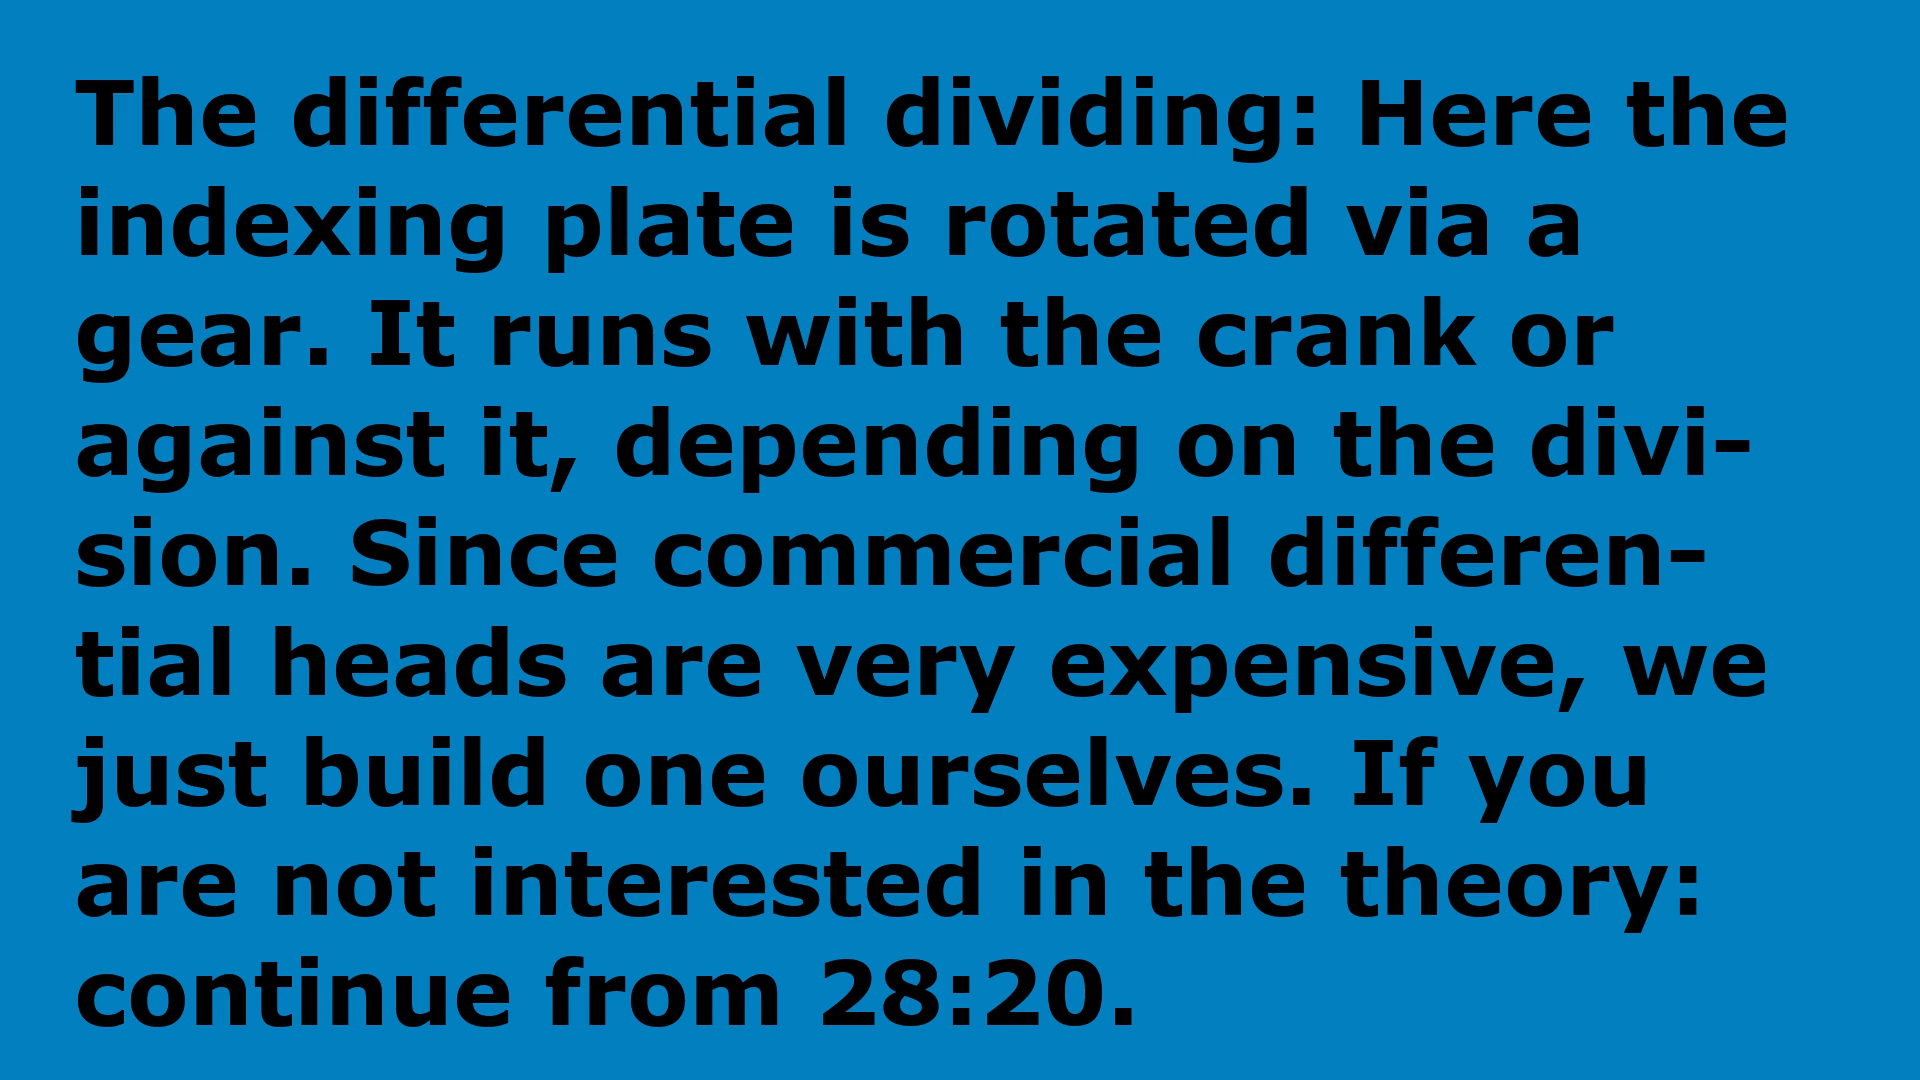 The differential dividing: Here the
indexing plate is rotated via a
gear. It runs with the crank or
against it, depending on the divi-
sion. Since commercial differen-
tial heads are very expensive, we
just build one ourselves. If you
are not interested in the theory:
continue from 28:20.